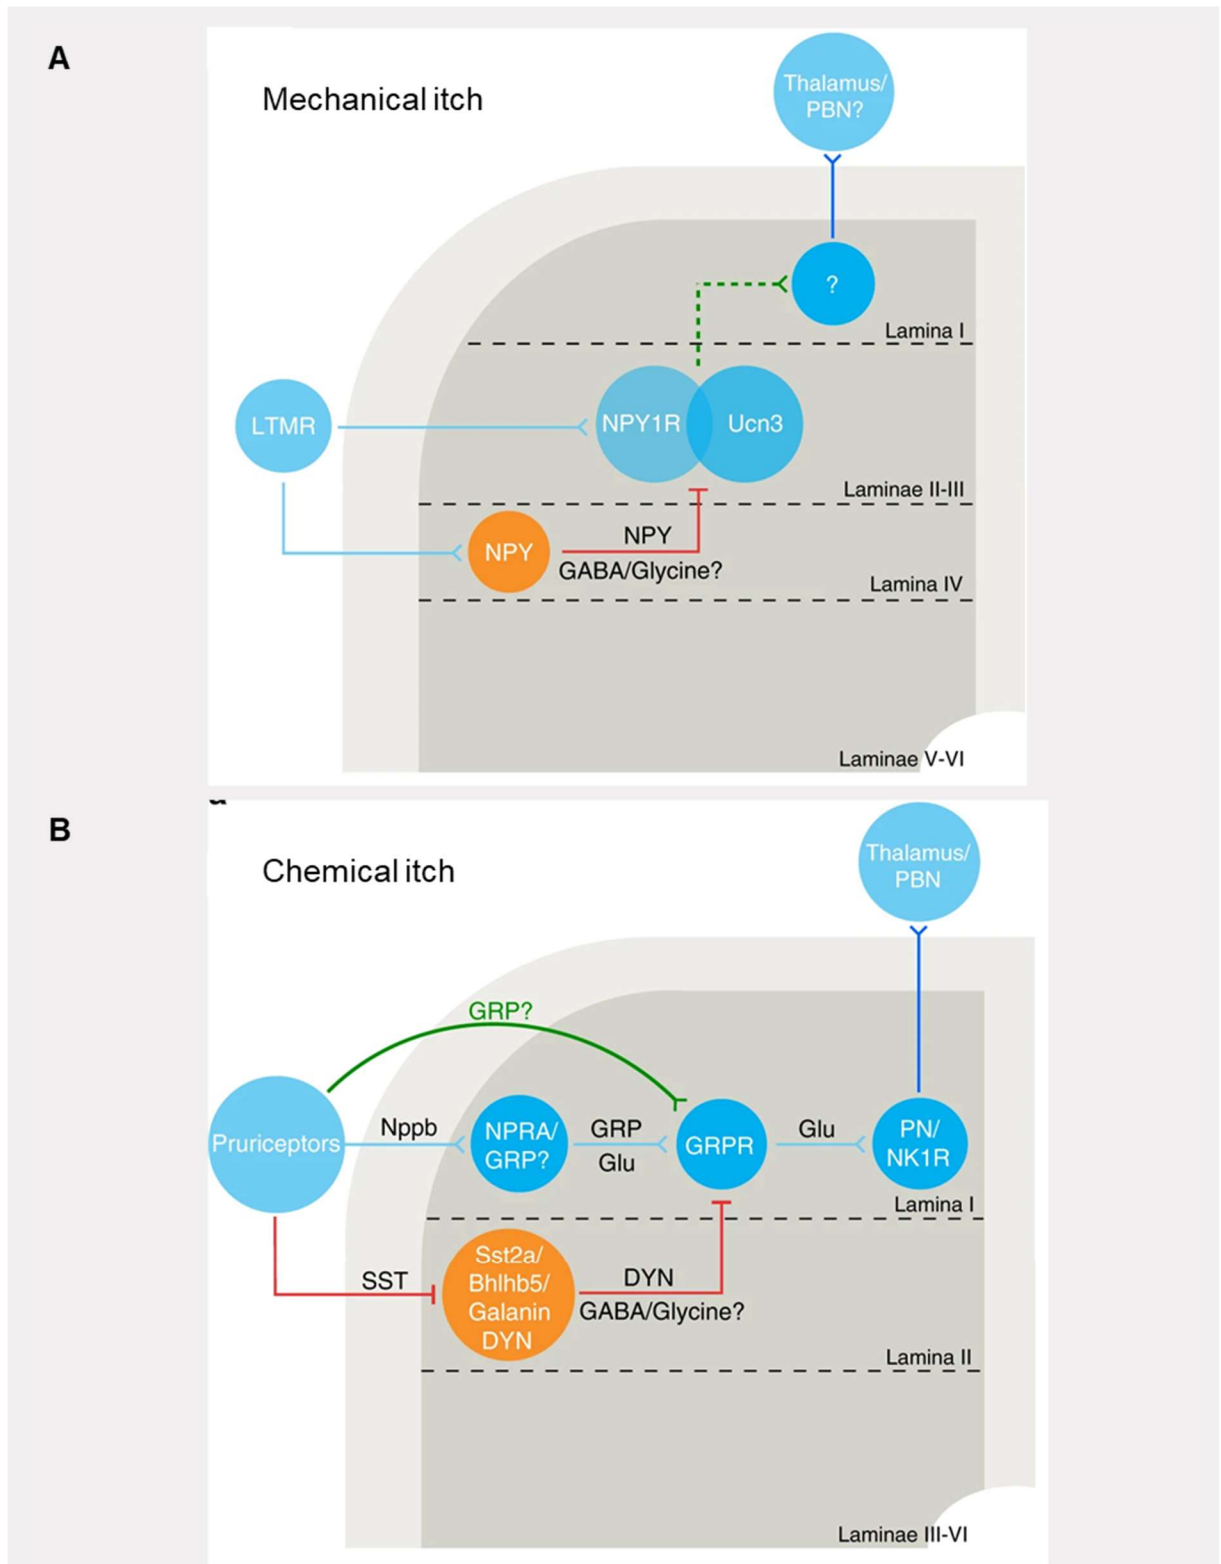 A
Mechanical itch
Thalamus/
PBN?
?
Lamina I
LTMR
NPY1R
Ucn3
Laminae II-III
NPY
NPY
GABA/Glycine?
Lamina IV
Laminae V-VI
B
Chemical itch
Thalamus/
PBN
GRP?
Pruriceptors
Nppb
NPRA/
GRP?
GRP
Glu
GRPR
Glu
PN/
NK1R
Lamina I
SST
Sst2a/
Bhlhb5/
Galanin
DYN
DYN
GABA/Glycine?
Lamina II
Laminae III-VI